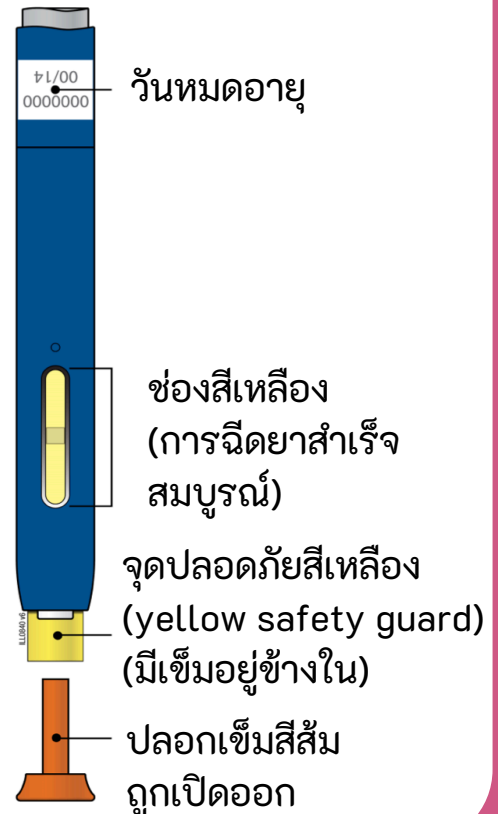 00/14
0000000
วันหมดอายุ
ช่องสีเหลือง
(การฉีดยาสำเร็จ
สมบูรณ์)
จุดปลอดภัยสีเหลือง
(yellow safety guard)
(มีเข็มอยู่ข้างใน)
ILL0840 v6
ปลอกเข็มสีส้ม
ถูกเปิดออก